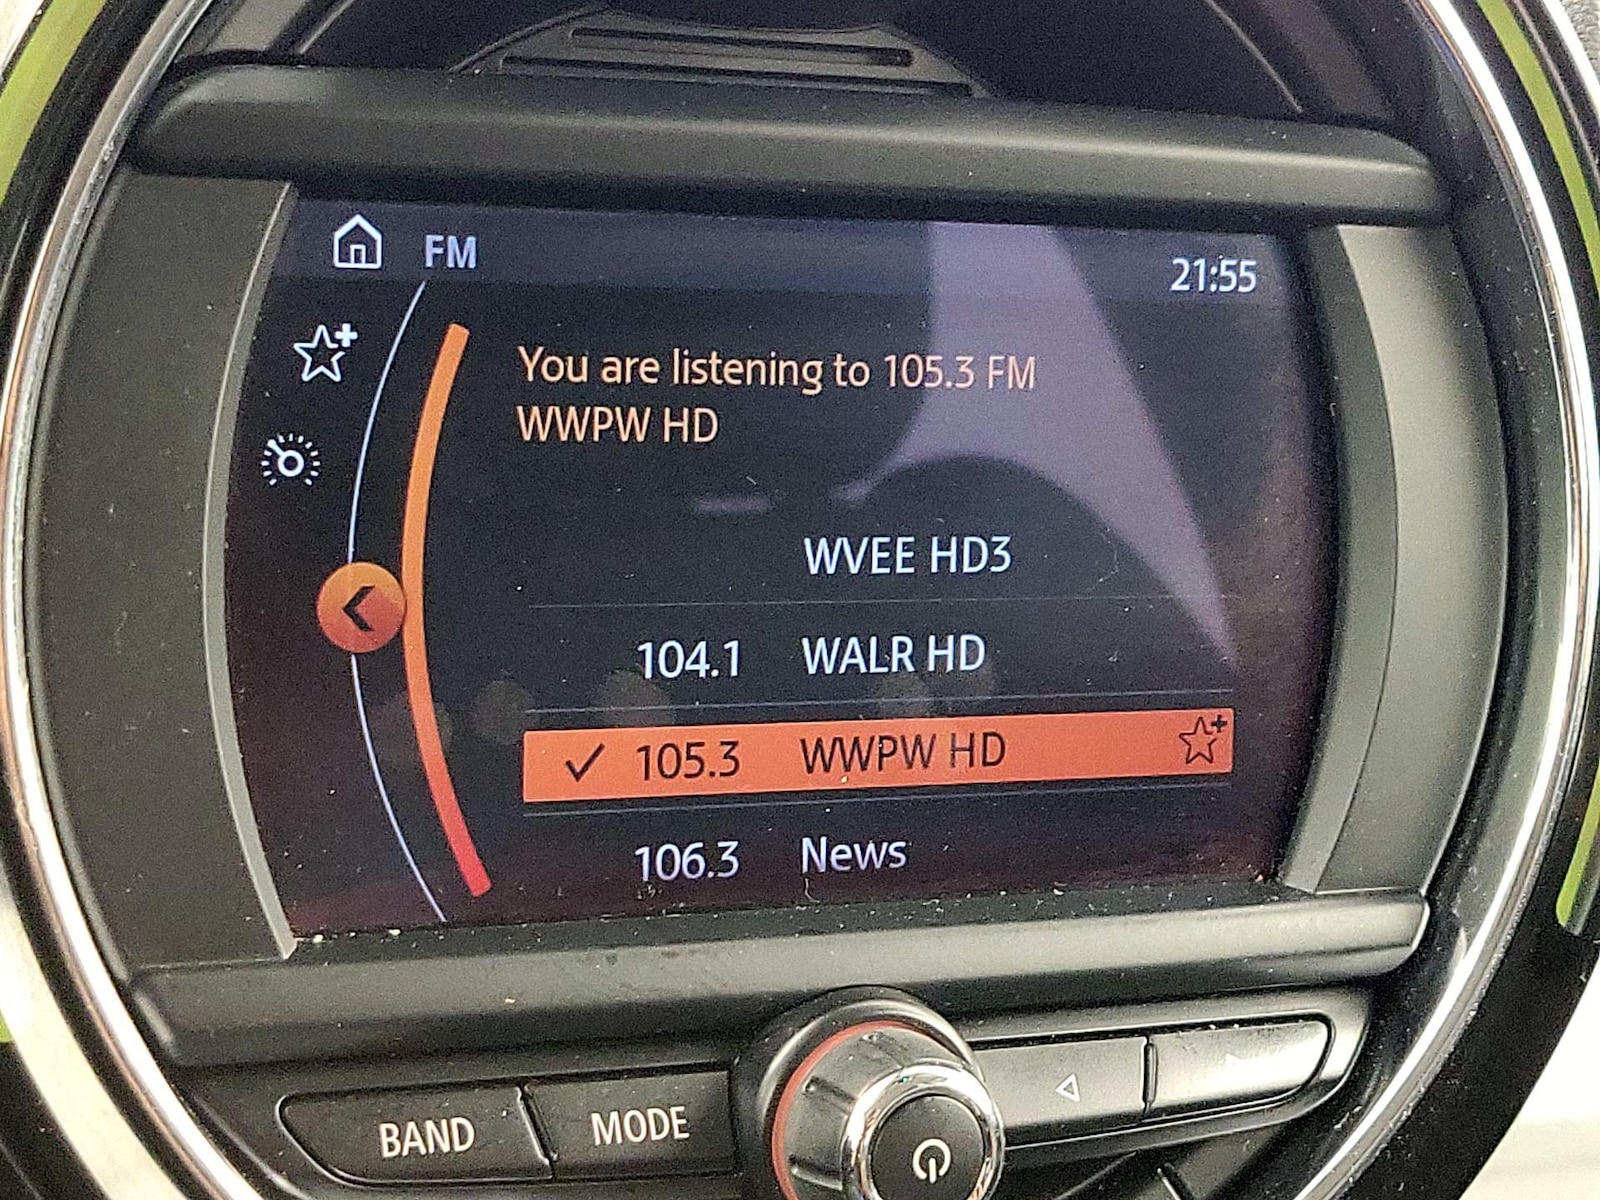 FM
21:55
You are listening to 105.3 FM
WWPW HD
WVEE HD3
104.1 WALR HD
105.3 WWPW HD
106.3 News
BAND
MODE